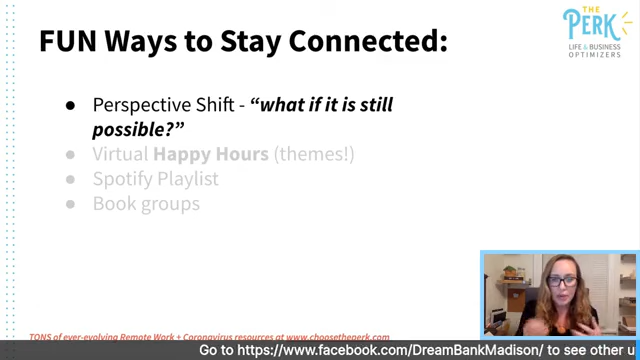 THE
PERK
LIFE & BUSINESS
OPTIMIZERS
FUN Ways to Stay Connected:
● Perspective Shift - “what if it is still
possible?”
● Virtual Happy Hours (themes!)
● Spotify Playlist
● Book groups
TONS of ever-evolving Remote Work + Coronavirus resources at www.choosetheperk.com
Go to https://www.facebook.com/DreamBankMadison/ to see other u